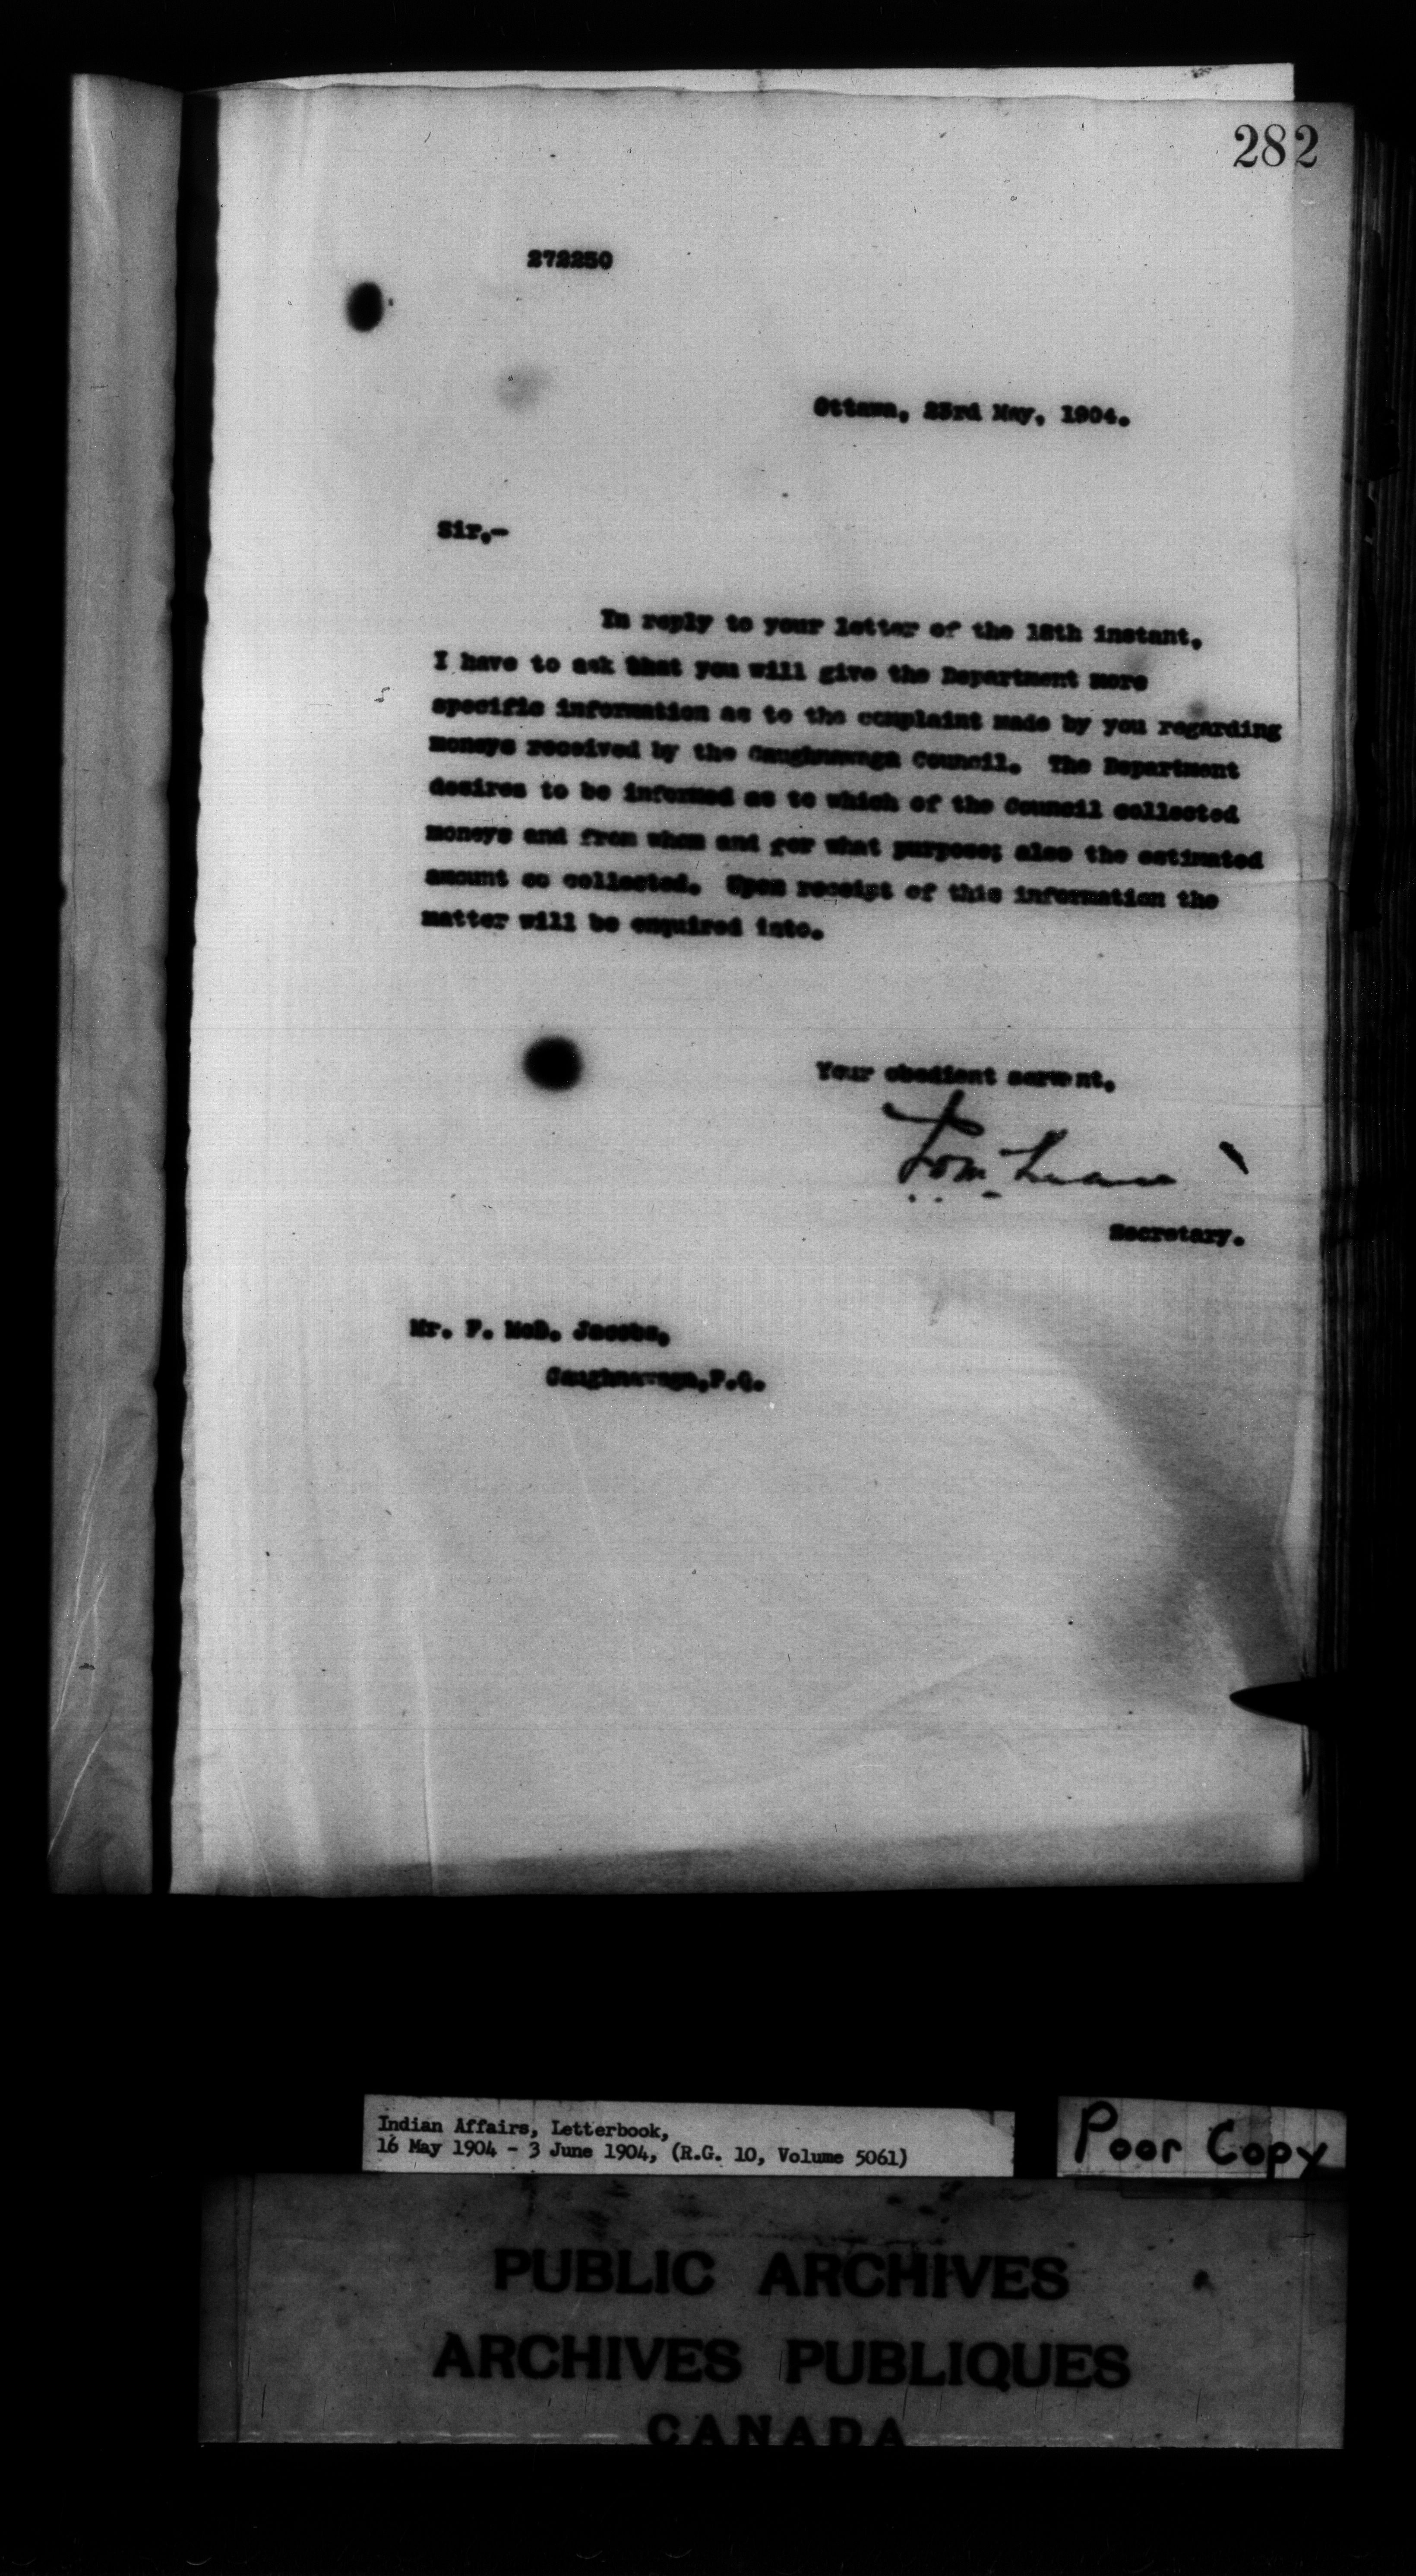 282
272250
Ottawa, 23rd May, 1904.
Sir,-
In reply to your letter of the 18th instant,
I have to ask that you will give the Department more
specific information as to the complaint made by you regarding
moneys received by the Caughnawaga Council. The Department
desires to be informed as to which of the Council collected
moneys and from whom and for what purpose; also the estimated
amount so collected. Upon receipt of this information the
matter will be enquired into.
Your obedient servant,
Secretary.
Mr. F. McD. Jacobs,
Caughnawaga, P.Q.
Indian Affairs, Letterbook,
16 May 1904 - 3 June 1904, (R.G. 10, Volume 5061)
Poor Copy
PUBLIC ARCHIVES
ARCHIVES PUBLIQUES
CANADA